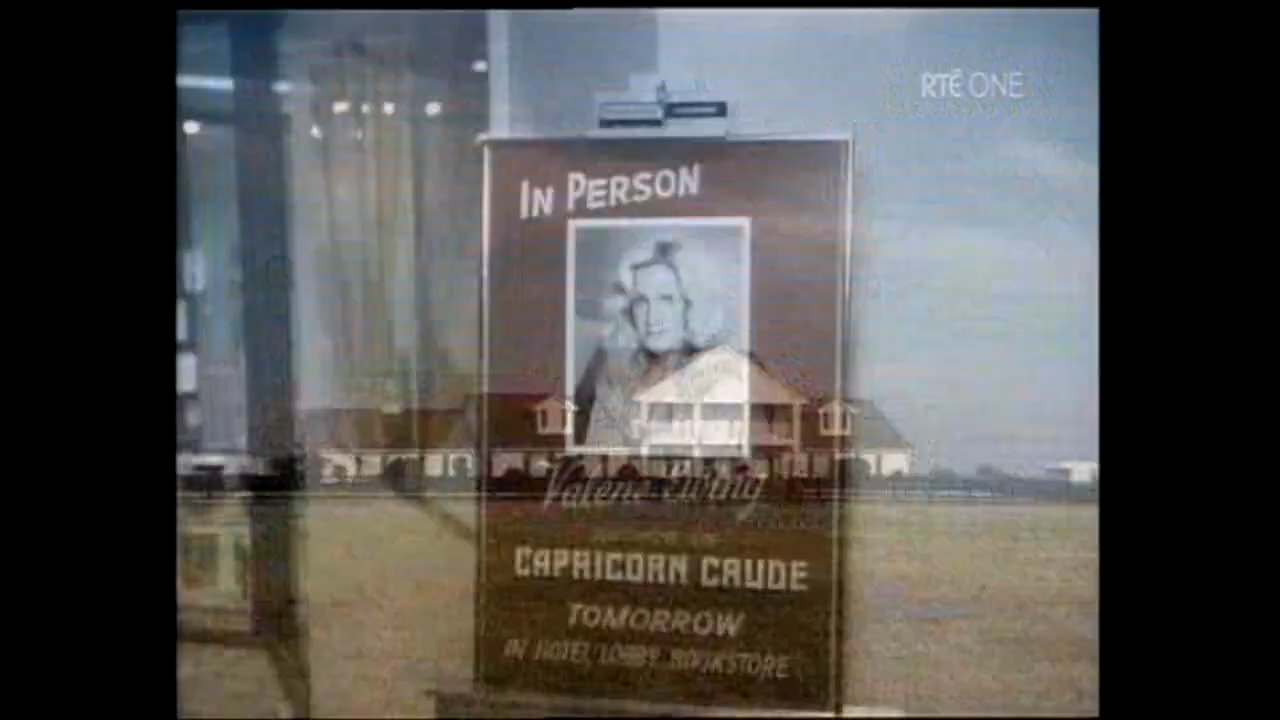 RTÉ ONE
IN PERSON
Valene Ewing
CAPRICORN CRUDE
TOMORROW
IN HOTEL LOBBY BOOKSTORE